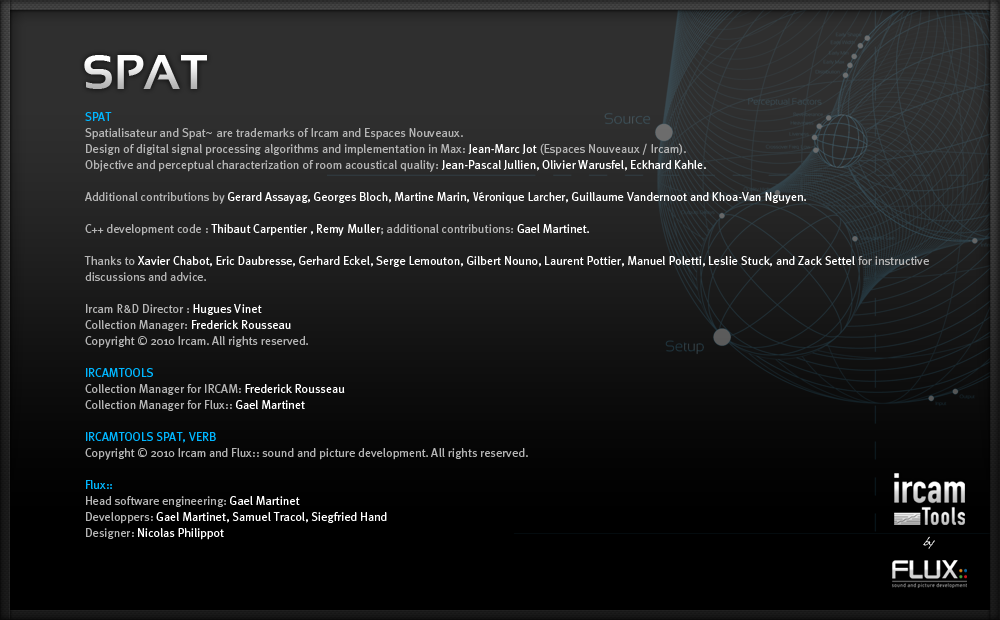 SPAT
SPAT
Spatialisateur and Spat~ are trademarks of Ircam and Espaces Nouveaux.
Design of digital signal processing algorithms and implementation in Max: Jean-Marc Jot (Espaces Nouveaux / Ircam).
Objective and perceptual characterization of room acoustical quality: Jean-Pascal Jullien, Olivier Warusfel, Eckhard Kahle.
Additional contributions by Gerard Assayag, Georges Bloch, Martine Marin, Véronique Larcher, Guillaume Vandernoot and Khoa-Van Nguyen.
C++ development code : Thibaut Carpentier , Remy Muller; additional contributions: Gael Martinet.
Thanks to Xavier Chabot, Eric Daubresse, Gerhard Eckel, Serge Lemouton, Gilbert Nouno, Laurent Pottier, Manuel Poletti, Leslie Stuck, and Zack Settel for instructive
discussions and advice.
Ircam R&D Director : Hugues Vinet
Collection Manager: Frederick Rousseau
Copyright © 2010 Ircam. All rights reserved.
IRCAMTOOLS
Collection Manager for IRCAM: Frederick Rousseau
Collection Manager for Flux:: Gael Martinet
IRCAMTOOLS SPAT, VERB
Copyright © 2010 Ircam and Flux:: sound and picture development. All rights reserved.
Flux::
Head software engineering: Gael Martinet
Developpers: Gael Martinet, Samuel Tracol, Siegfried Hand
Designer: Nicolas Philippot
Perceptual Factors
Source
Setup
ircam
Tools
by
FLUX::
sound and picture development